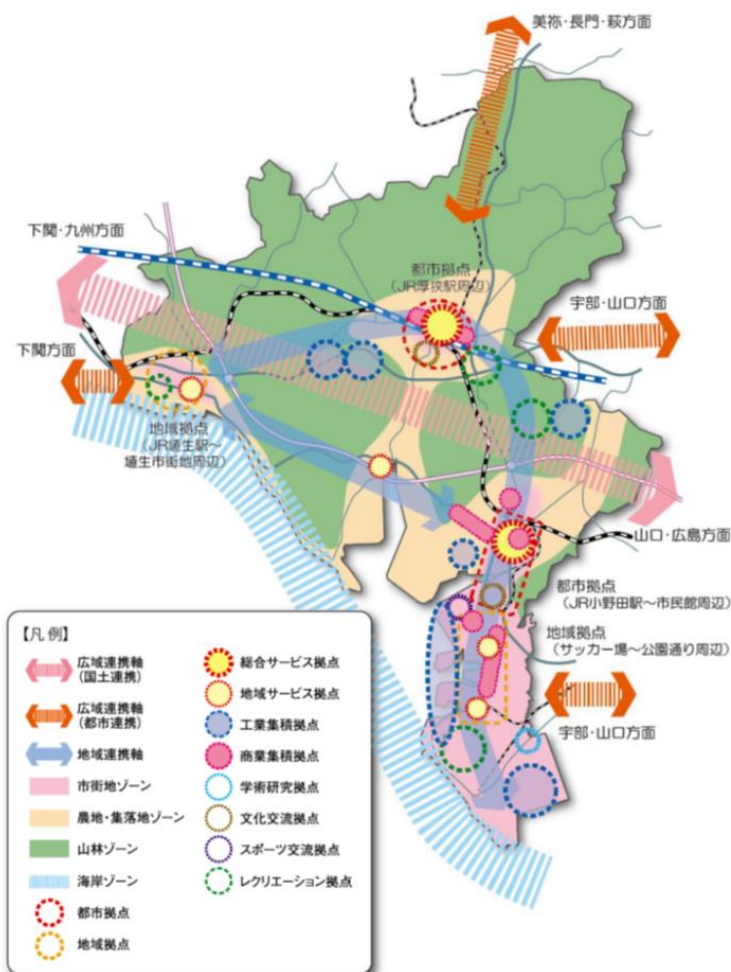 美祢・長門・萩方面
下関・九州方面
都市拠点
(JR厚狭駅周辺)
宇部・山口方面
下関方面
地域拠点
(JR埴生駅~
埴生市街地周辺)
山口・広島方面
都市拠点
(JR小野田駅~市民館周辺)
地域拠点
(サッカー場~公園通り周辺)
宇部・山口方面
【凡例】
広域連携軸
(国土連携)
広域連携軸
(都市連携)
地域連携軸
市街地ゾーン
農地・集落地ゾーン
山林ゾーン
海岸ゾーン
都市拠点
地域拠点
総合サービス拠点
地域サービス拠点
工業集積拠点
商業集積拠点
学術研究拠点
文化交流拠点
スポーツ交流拠点
レクリエーション拠点